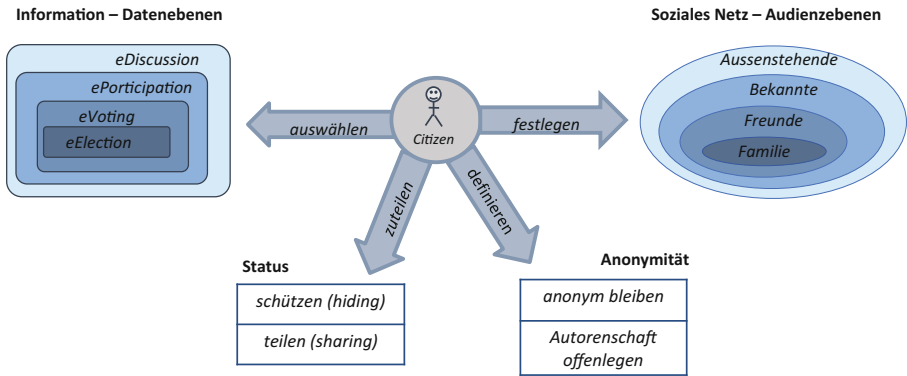 Information – Datenebenen
Soziales Netz – Audienzebenen
eDiscussion
ePorticipation
eVoting
eElection
auswählen
Citizen
festlegen
Aussenstehende
Bekannte
Freunde
Familie
zuteilen
definieren
Status
schützen (hiding)
teilen (sharing)
Anonymität
anonym bleiben
Autorenschaft
offenlegen